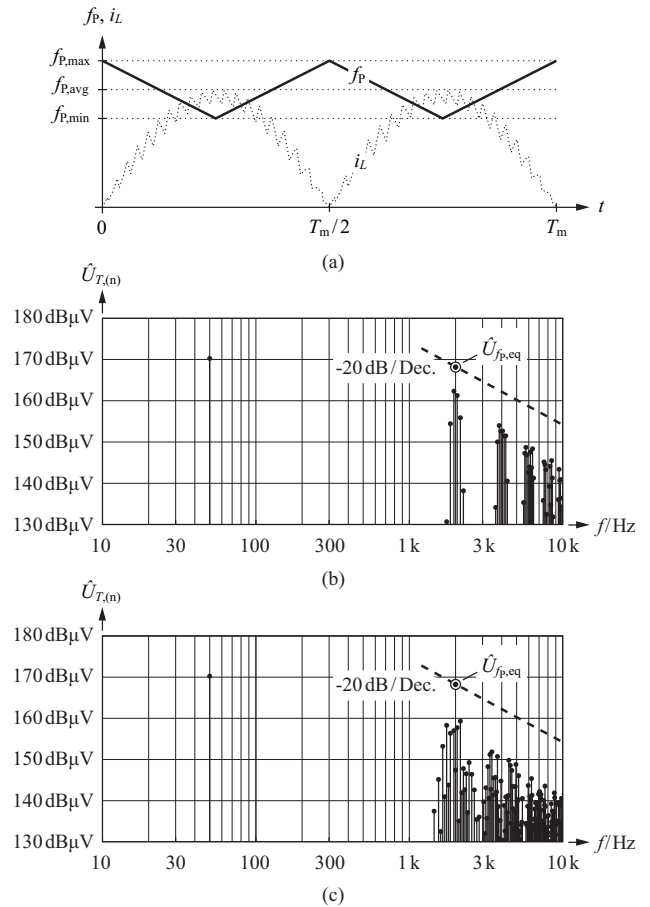 f_P, i_L
f_P,max
f_P,avg
f_P,min
f_P
i_L
0
T_m/2
T_m
t
(a)
Û_T,(n)
180 dBµV
170 dBµV
160 dBµV
150 dBµV
140 dBµV
130 dBµV
-20 dB/Dec.
Û_fP,eq
10
30
100
300
1 k
3 k
10 k
f/Hz
(b)
Û_T,(n)
180 dBµV
170 dBµV
160 dBµV
150 dBµV
140 dBµV
130 dBµV
-20 dB/Dec.
Û_fP,eq
10
30
100
300
1 k
3 k
10 k
f/Hz
(c)